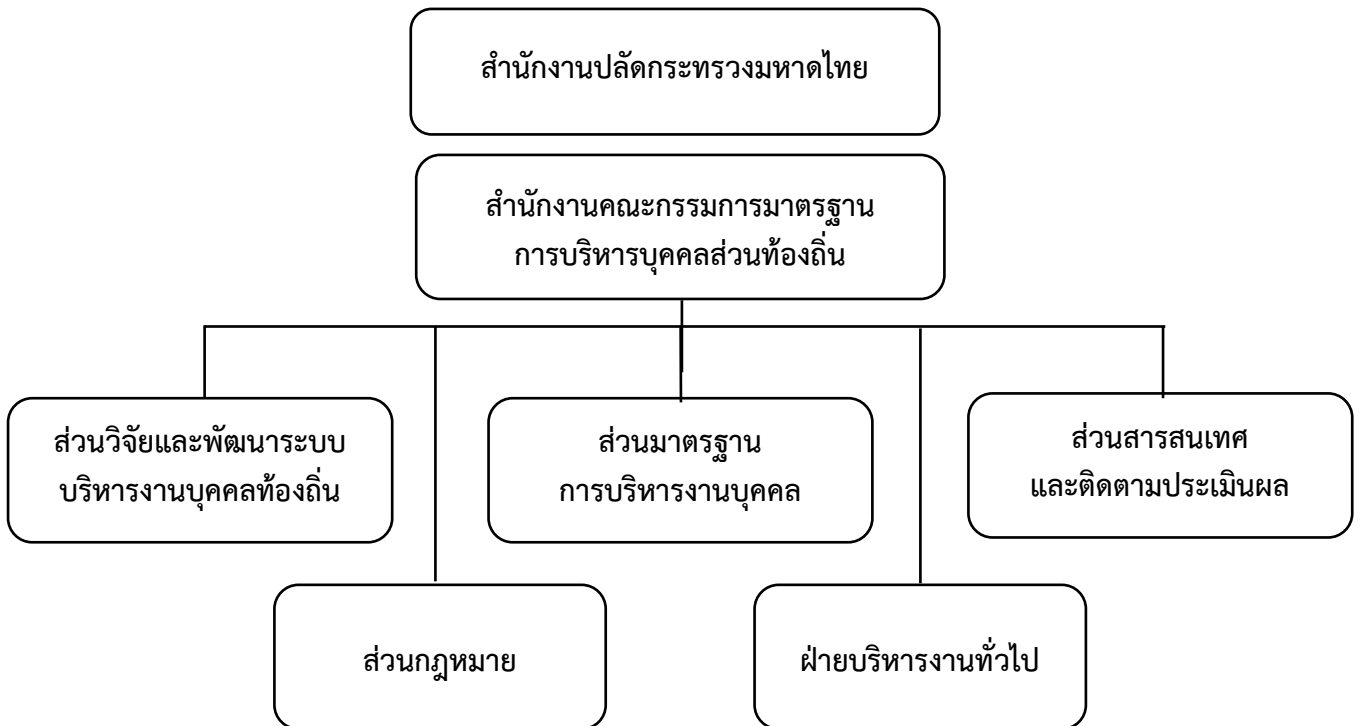 สำนักงานปลัดกระทรวงมหาดไทย
สำนักงานคณะกรรมการมาตรฐาน
การบริหารบุคคลส่วนท้องถิ่น
ส่วนวิจัยและพัฒนาระบบ
บริหารงานบุคคลท้องถิ่น
ส่วนมาตรฐาน
การบริหารงานบุคคล
ส่วนสารสนเทศ
และติดตามประเมินผล
ส่วนกฎหมาย
ฝ่ายบริหารงานทั่วไป